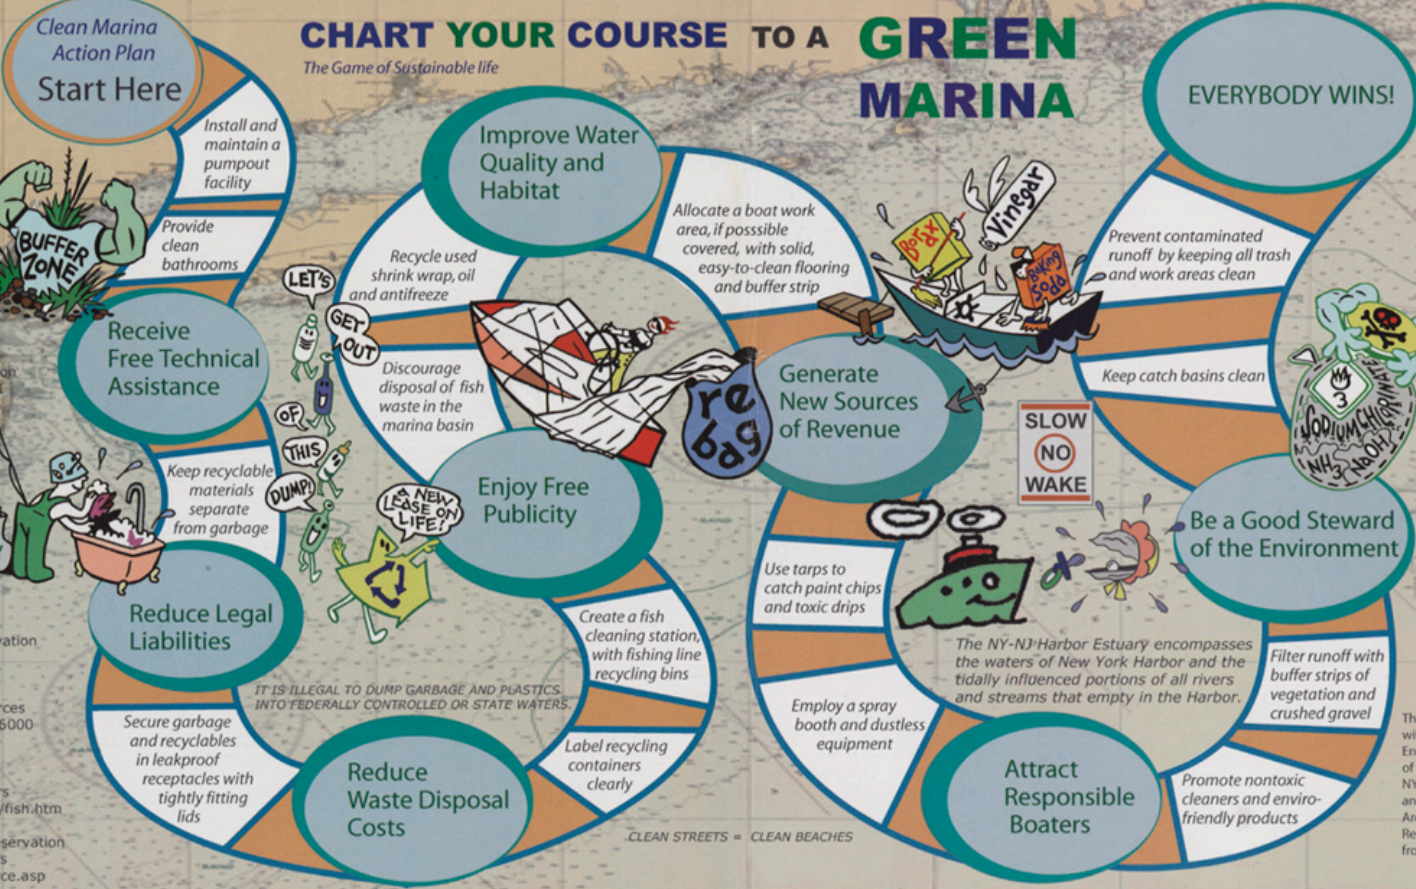 Clean Marina
Action Plan
Start Here
CHART YOUR COURSE TO A GREEN
MARINA
The Game of Sustainable life
Install and
maintain a
pumpout
facility
Provide
clean
bathrooms
BUFFER
ZONE!
Receive
Free Technical
Assistance
Keep recyclable
materials
separate
from garbage
Reduce Legal
Liabilities
Secure garbage
and recyclables
in leakproof
receptacles with
tightly fitting
lids
IT IS ILLEGAL TO DUMP GARBAGE AND PLASTICS
INTO FEDERALLY CONTROLLED OR STATE WATERS.
Reduce
Waste Disposal
Costs
Label recycling
containers
clearly
Create a fish
cleaning station,
with fishing line
recycling bins
Enjoy Free
Publicity
LET'S
GET
OUT
OF
THIS
DUMP!
A NEW
LEASE ON
LIFE!
Discourage
disposal of fish
waste in the
marina basin
Recycle used
shrink wrap, oil
and antifreeze
Improve Water
Quality and
Habitat
Allocate a boat work
area, if posssible
covered, with solid,
easy-to-clean flooring
and buffer strip
Borax
Vinegar
Baking
Soda
re
bag
Generate
New Sources
of Revenue
Use tarps to
catch paint chips
and toxic drips
Employ a spray
booth and dustless
equipment
CLEAN STREETS = CLEAN BEACHES
Attract
Responsible
Boaters
SLOW
NO
WAKE
The NY-NJ Harbor Estuary encompasses
the waters of New York Harbor and the
tidally influenced portions of all rivers
and streams that empty in the Harbor.
Promote nontoxic
cleaners and enviro-
friendly products
Filter runoff with
buffer strips of
vegetation and
crushed gravel
Be a Good Steward
of the Environment
3
NH3 NaOH
Keep catch basins clean
Prevent contaminated
runoff by keeping all trash
and work areas clean
EVERYBODY WINS!
6000
/fish.htm
ce.asp